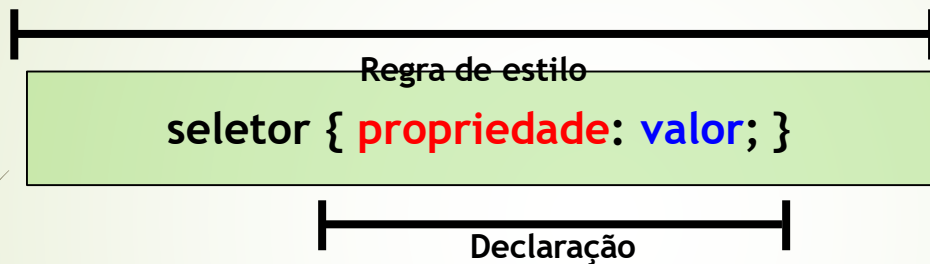 Regra de estilo
seletor { propriedade: valor; }
Declaração